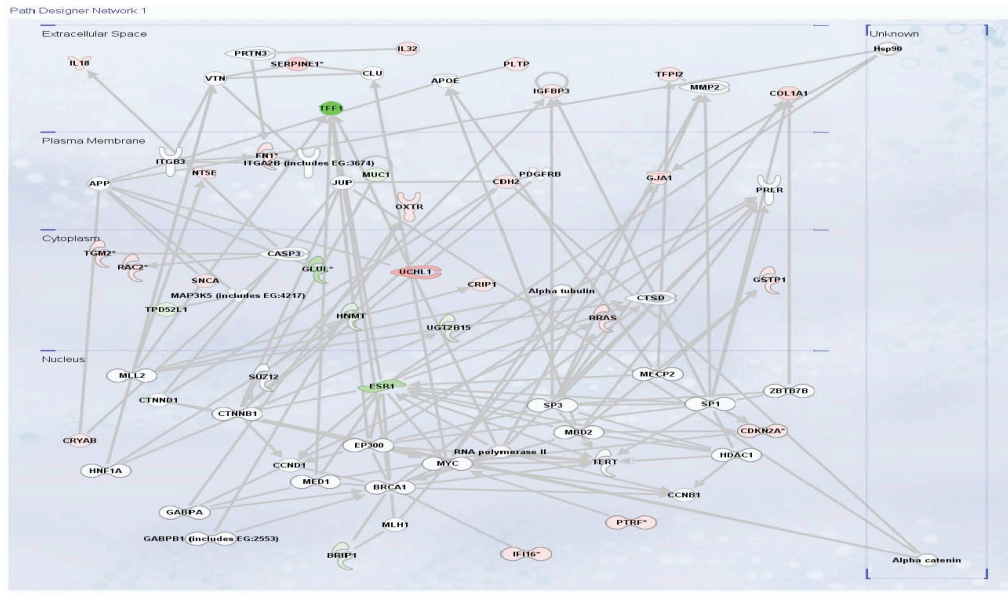 Path Designer Network 1
Extracellular Space
Unknown
Hsp90
IL18
PRTN3
IL32
SERPINE1*
PLTP
VTN
CLU
APOE
TFPI2
MMP2
IGFBP3
COL1A1
TFF1
Plasma Membrane
FN1*
ITGB3
ITGA2B (includes EG:3674)
NT5E
MUC1
PDGFRB
APP
JUP
CDH2
GJA1
PRLR
OXTR
Cytoplasm
TGM2*
CASP3
RAC2*
GLUL*
UCHL1
SNCA
CRIP1
GSTP1
MAP3K5 (includes EG:4217)
Alpha tubulin
CTSD
TPD52L1
HNMT
RRAS
UGT2B15
Nucleus
MLL2
SUZ12
MECP2
ESR1
ZBTB7B
CTNND1
SP3
SP1
CTNNB1
MBD2
CDKN2A*
CRYAB
EP300
RNA polymerase II
HDAC1
HNF1A
CCND1
MYC
TERT
MED1
BRCA1
CCNB1
GABPA
MLH1
PTRF*
GABPB1 (includes EG:2553)
BRIP1
IFI16*
Alpha catenin